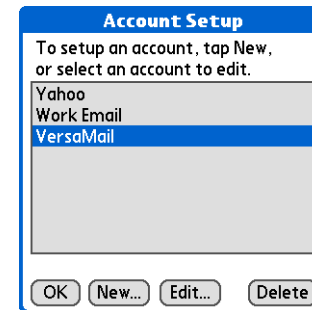 Account Setup
To setup an account, tap New,
or select an account to edit.
Yahoo
Work Email
VersaMail
OK New... Edit... Delete